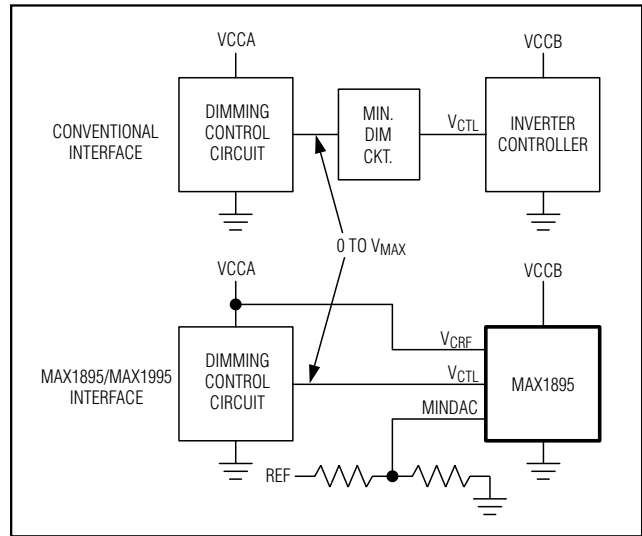 VCCA
VCCB
CONVENTIONAL
INTERFACE
DIMMING
CONTROL
CIRCUIT
MIN.
DIM
CKT.
VCTL
INVERTER
CONTROLLER
0 TO VMAX
VCCA
VCCB
MAX1895/MAX1995
INTERFACE
DIMMING
CONTROL
CIRCUIT
VCRF
VCTL
MINDAC
MAX1895
REF